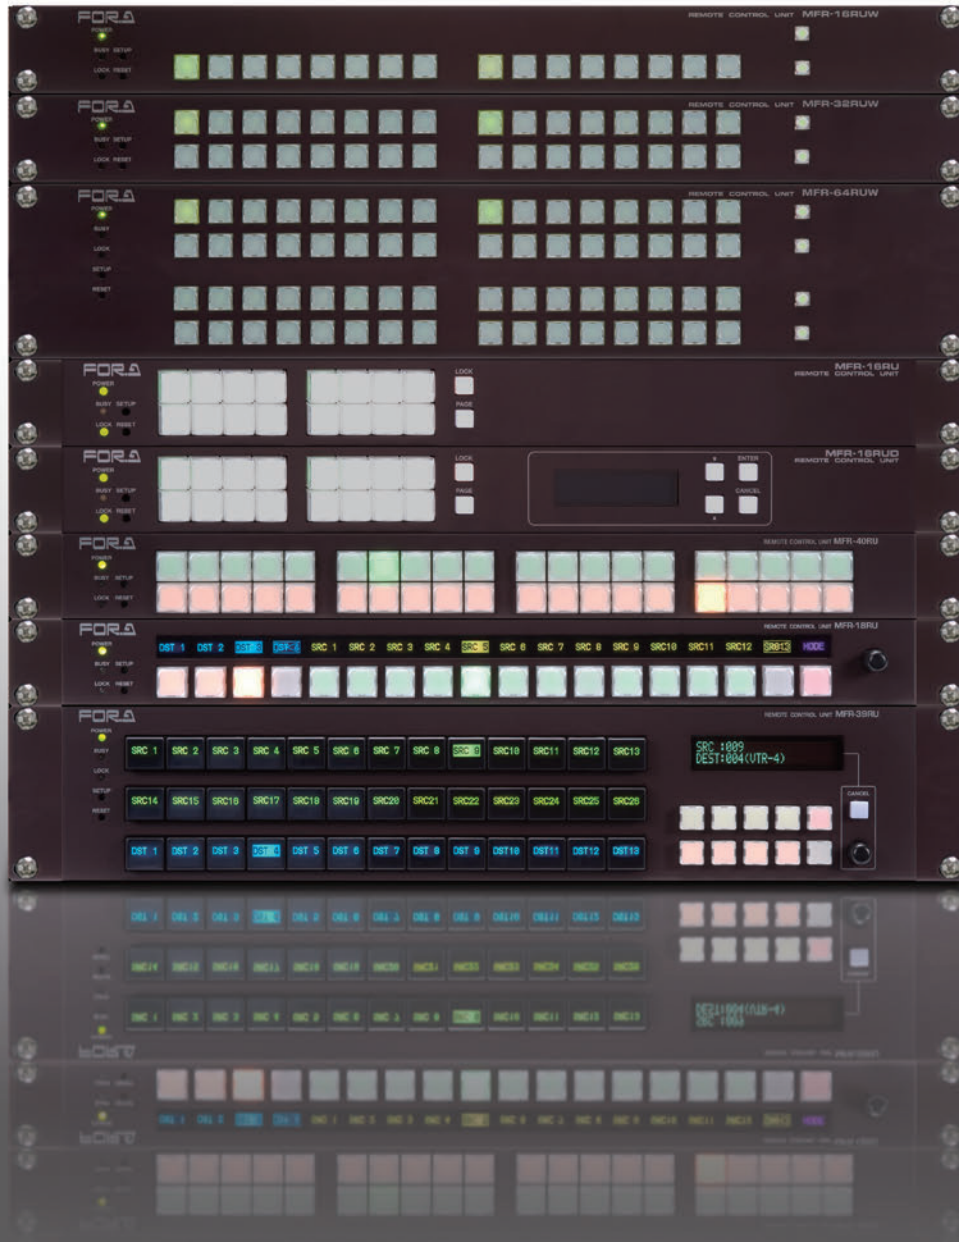 FOR.A REMOTE CONTROL UNIT MFR-16RUW
POWER
BUSY SETUP
LOCK RESET
FOR.A REMOTE CONTROL UNIT MFR-32RUW
POWER
BUSY SETUP
LOCK RESET
FOR.A REMOTE CONTROL UNIT MFR-64RUW
POWER
BUSY
LOCK
SETUP
RESET
FOR.A LOCK MFR-16RU
POWER REMOTE CONTROL UNIT
BUSY SETUP PAGE
LOCK RESET
FOR.A LOCK ENTER MFR-16RUD
POWER REMOTE CONTROL UNIT
BUSY SETUP PAGE CANCEL
LOCK RESET
FOR.A REMOTE CONTROL UNIT MFR-40RU
POWER
BUSY SETUP
LOCK RESET
FOR.A REMOTE CONTROL UNIT MFR-18RU
POWER
DST 1 DST 2 DST 3 DST 4 SRC 1 SRC 2 SRC 3 SRC 4 SRC 5 SRC 6 SRC 7 SRC 8 SRC 9 SRC10 SRC11 SRC12 SRC13 MODE
BUSY SETUP
LOCK RESET
FOR.A REMOTE CONTROL UNIT MFR-39RU
POWER
BUSY
LOCK
SETUP
RESET
SRC 1 SRC 2 SRC 3 SRC 4 SRC 5 SRC 6 SRC 7 SRC 8 SRC 9 SRC10 SRC11 SRC12 SRC13
SRC :009
DEST:004(VTR-4)
CANCEL
SRC14 SRC15 SRC16 SRC17 SRC18 SRC19 SRC20 SRC21 SRC22 SRC23 SRC24 SRC25 SRC26
DST 1 DST 2 DST 3 DST 4 DST 5 DST 6 DST 7 DST 8 DST 9 DST10 DST11 DST12 DST13